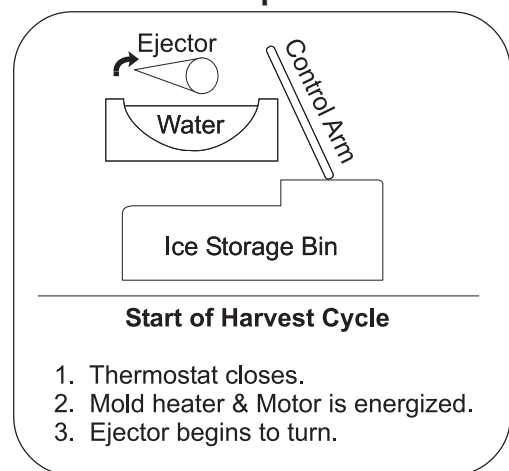 Ejector
Control Arm
Water
Ice Storage Bin
Start of Harvest Cycle
1. Thermostat closes.
2. Mold heater & Motor is energized.
3. Ejector begins to turn.